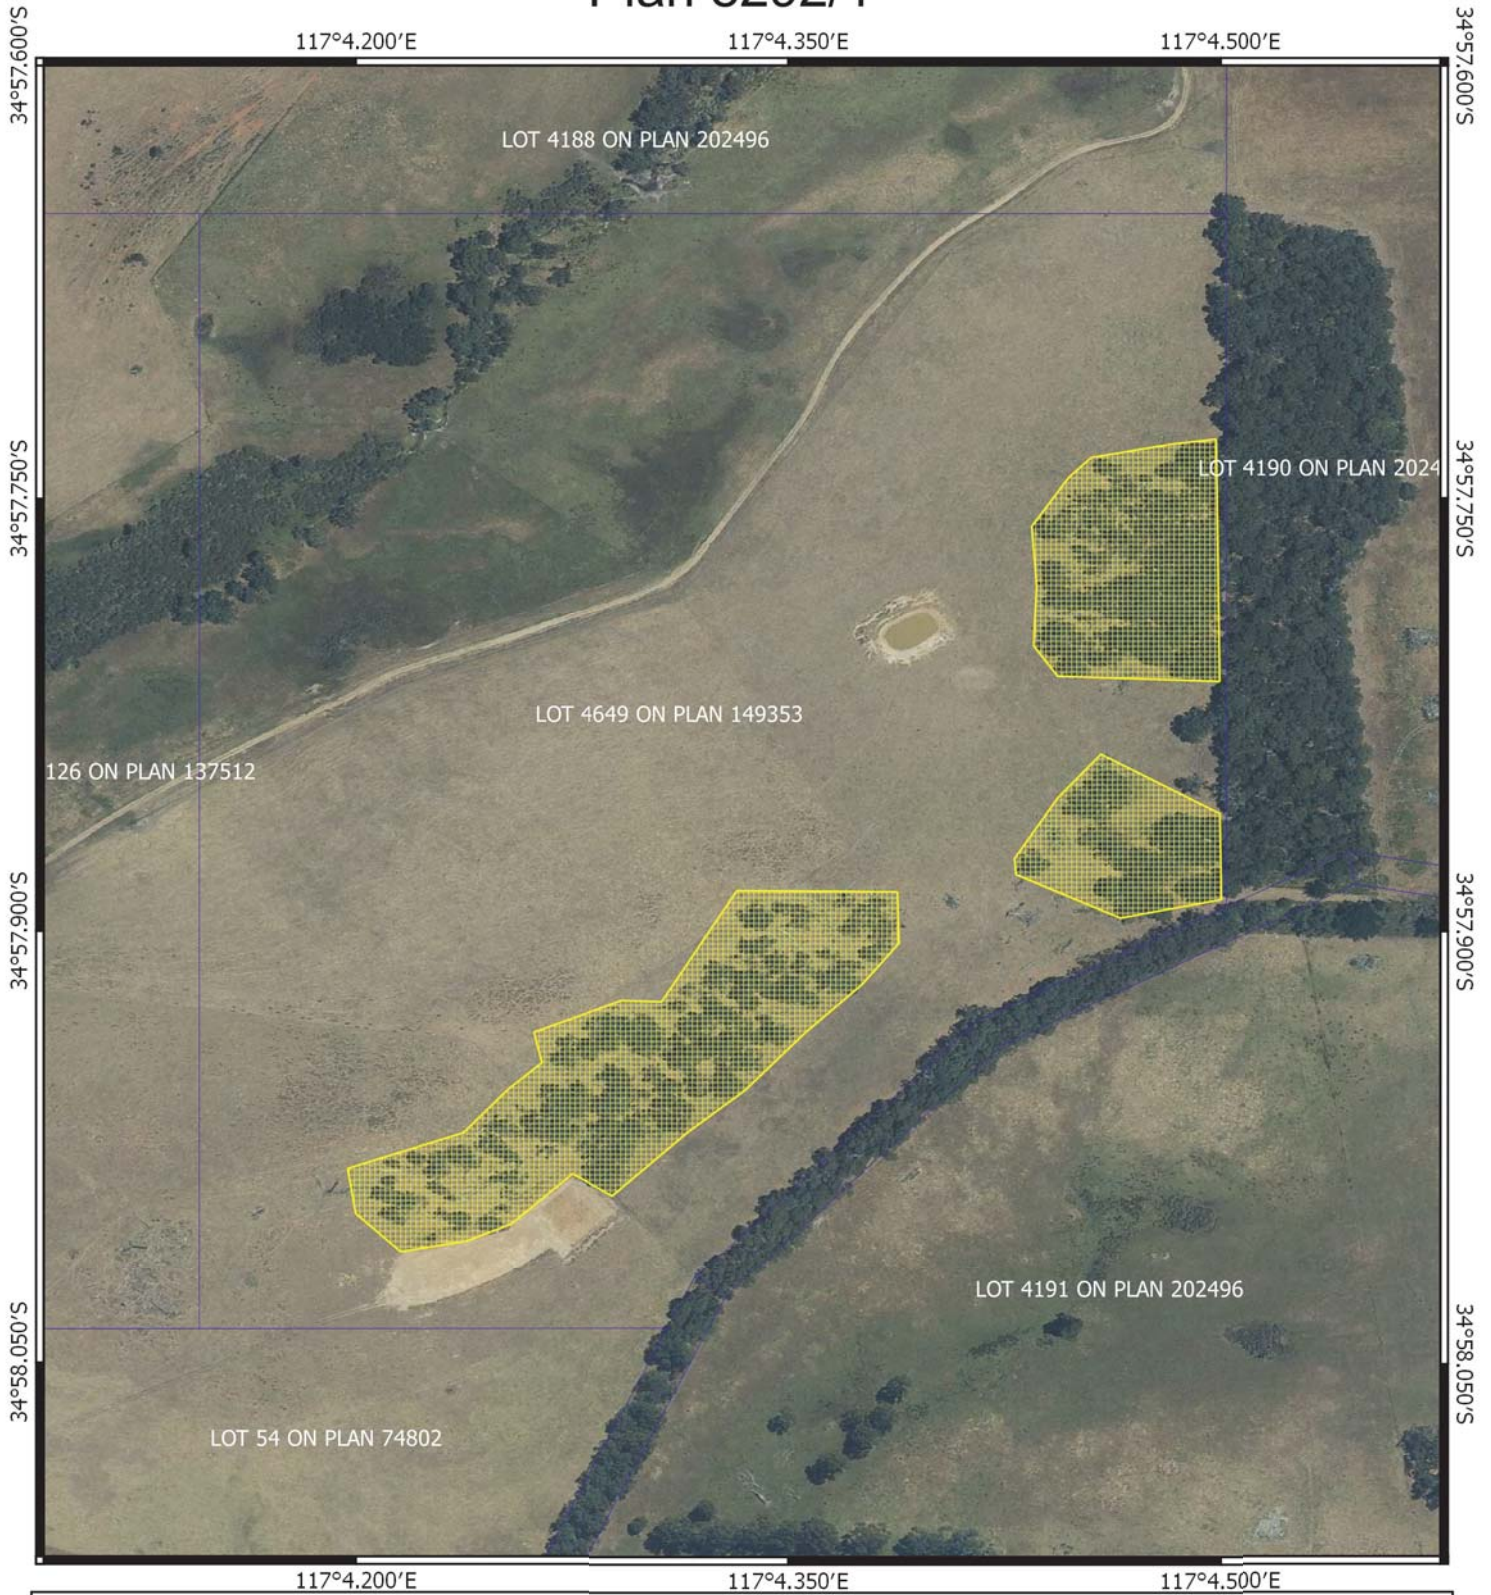 117°4.200'E 117°4.350'E 117°4.500'E
34°57.600'S 34°57.600'S
LOT 4188 ON PLAN 202496
LOT 4190 ON PLAN 2024
34°57.750'S 34°57.750'S
LOT 4649 ON PLAN 149353
126 ON PLAN 137512
34°57.900'S 34°57.900'S
LOT 4191 ON PLAN 202496
34°58.050'S 34°58.050'S
LOT 54 ON PLAN 74802
117°4.200'E 117°4.350'E 117°4.500'E